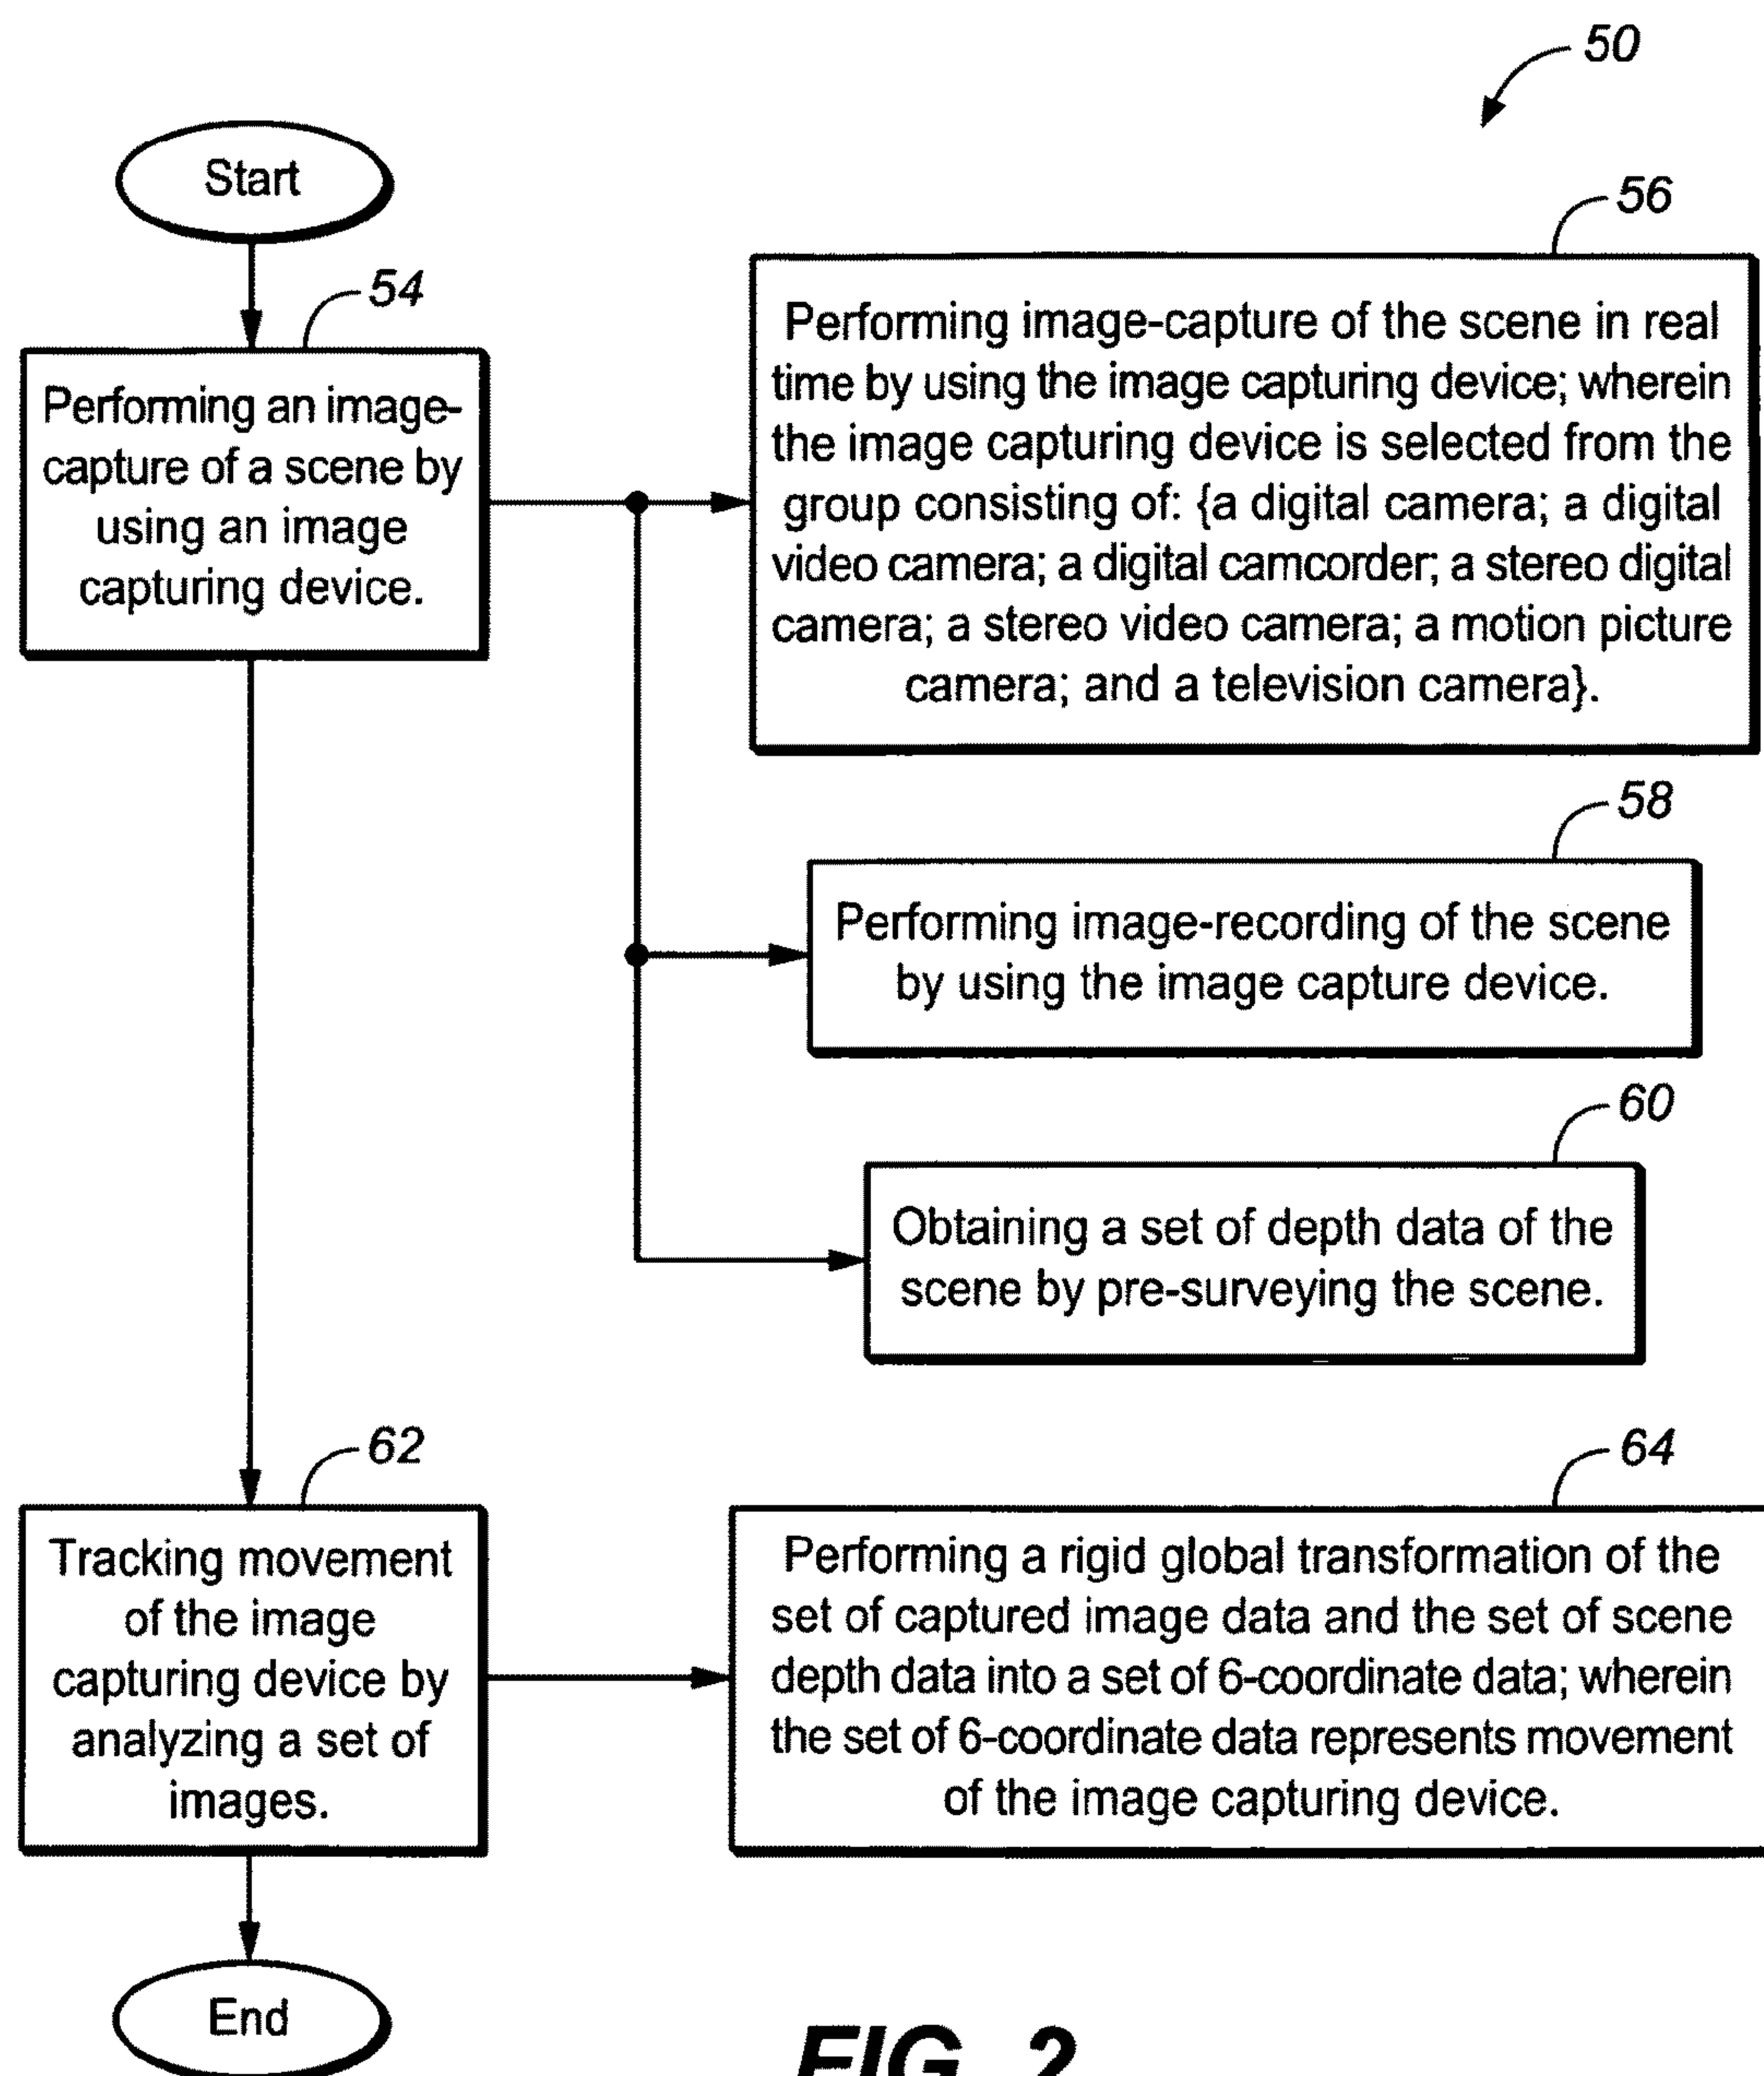 50
Start
54
Performing an image-
capture of a scene by
using an image
capturing device.
56
Performing image-capture of the scene in real
time by using the image capturing device; wherein
the image capturing device is selected from the
group consisting of: {a digital camera; a digital
video camera; a digital camcorder; a stereo digital
camera; a stereo video camera; a motion picture
camera; and a television camera}.
58
Performing image-recording of the scene
by using the image capture device.
60
Obtaining a set of depth data of the
scene by pre-surveying the scene.
62
Tracking movement
of the image
capturing device by
analyzing a set of
images.
64
Performing a rigid global transformation of the
set of captured image data and the set of scene
depth data into a set of 6-coordinate data; wherein
the set of 6-coordinate data represents movement
of the image capturing device.
End
FIG. 2